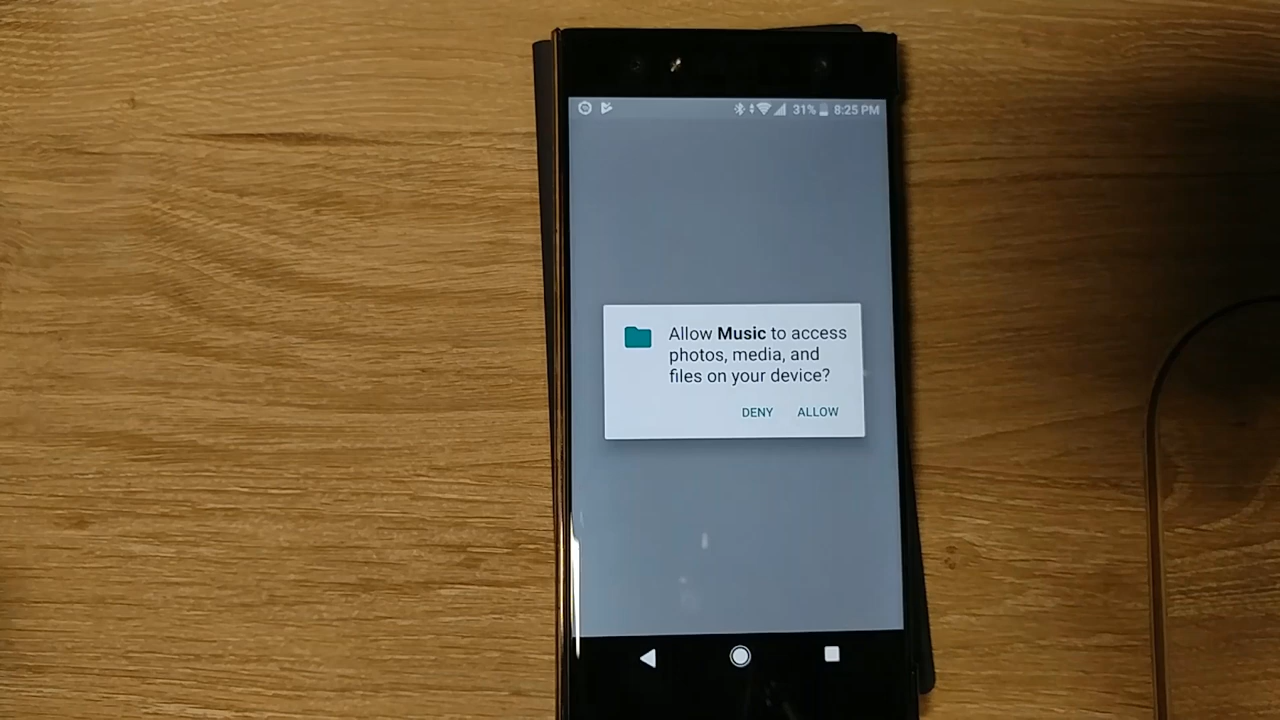 31% 8:25 PM
Allow Music to access
photos, media, and
files on your device?
DENY ALLOW